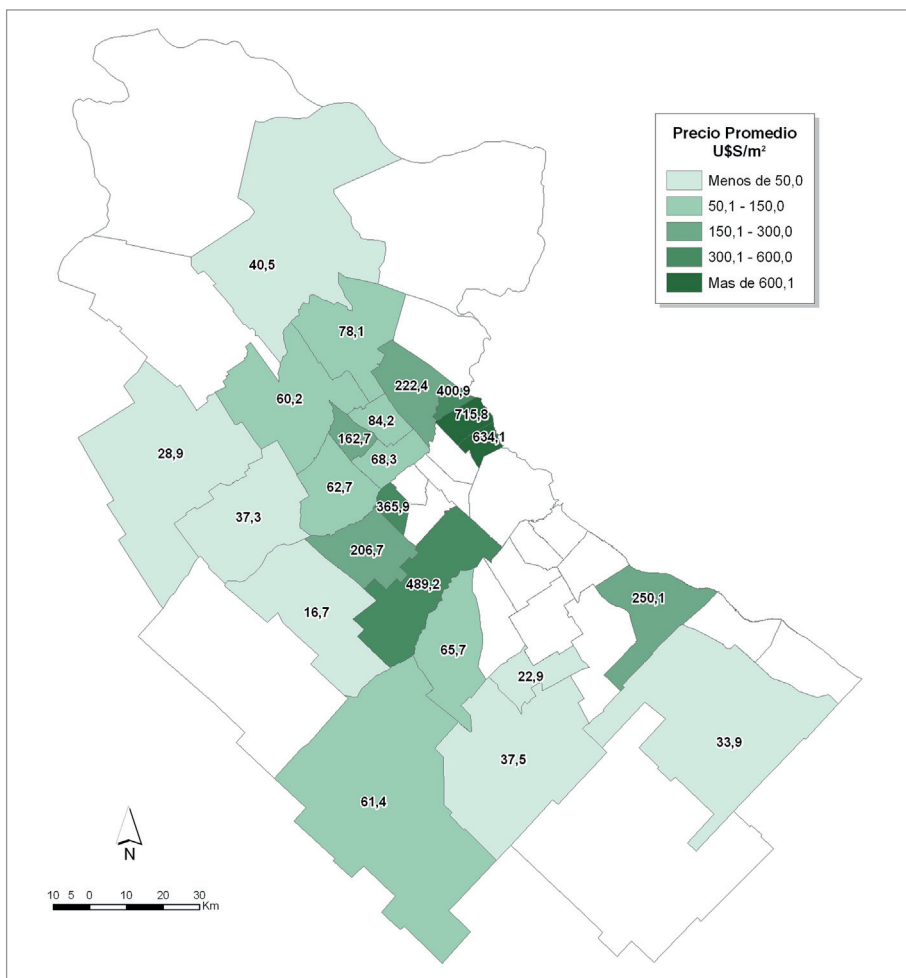 Precio Promedio
U$S/m²
Menos de 50,0
50,1 - 150,0
150,1 - 300,0
300,1 - 600,0
Mas de 600,1
40,5
78,1
222,4
400,9
60,2
715,8
84,2
634,1
162,7
28,9
68,3
62,7
365,9
37,3
206,7
489,2
250,1
16,7
65,7
22,9
33,9
37,5
61,4
N
10 5 0 10 20 30
Km